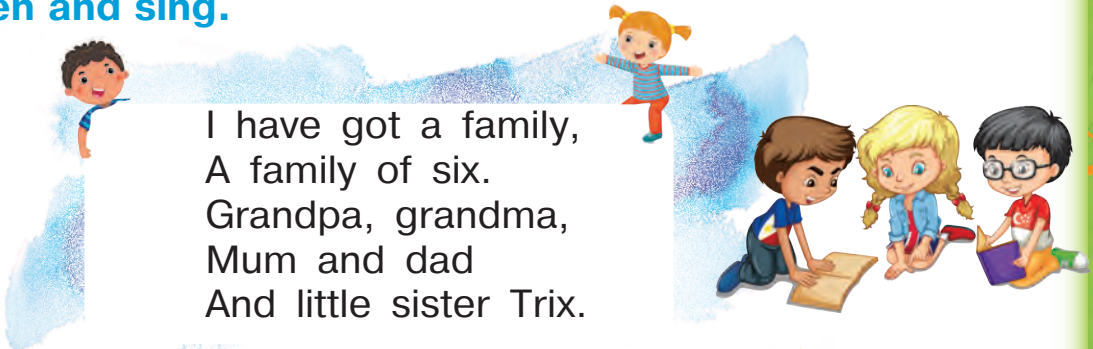 en and sing.
I have got a family,
A family of six.
Grandpa, grandma,
Mum and dad
And little sister Trix.